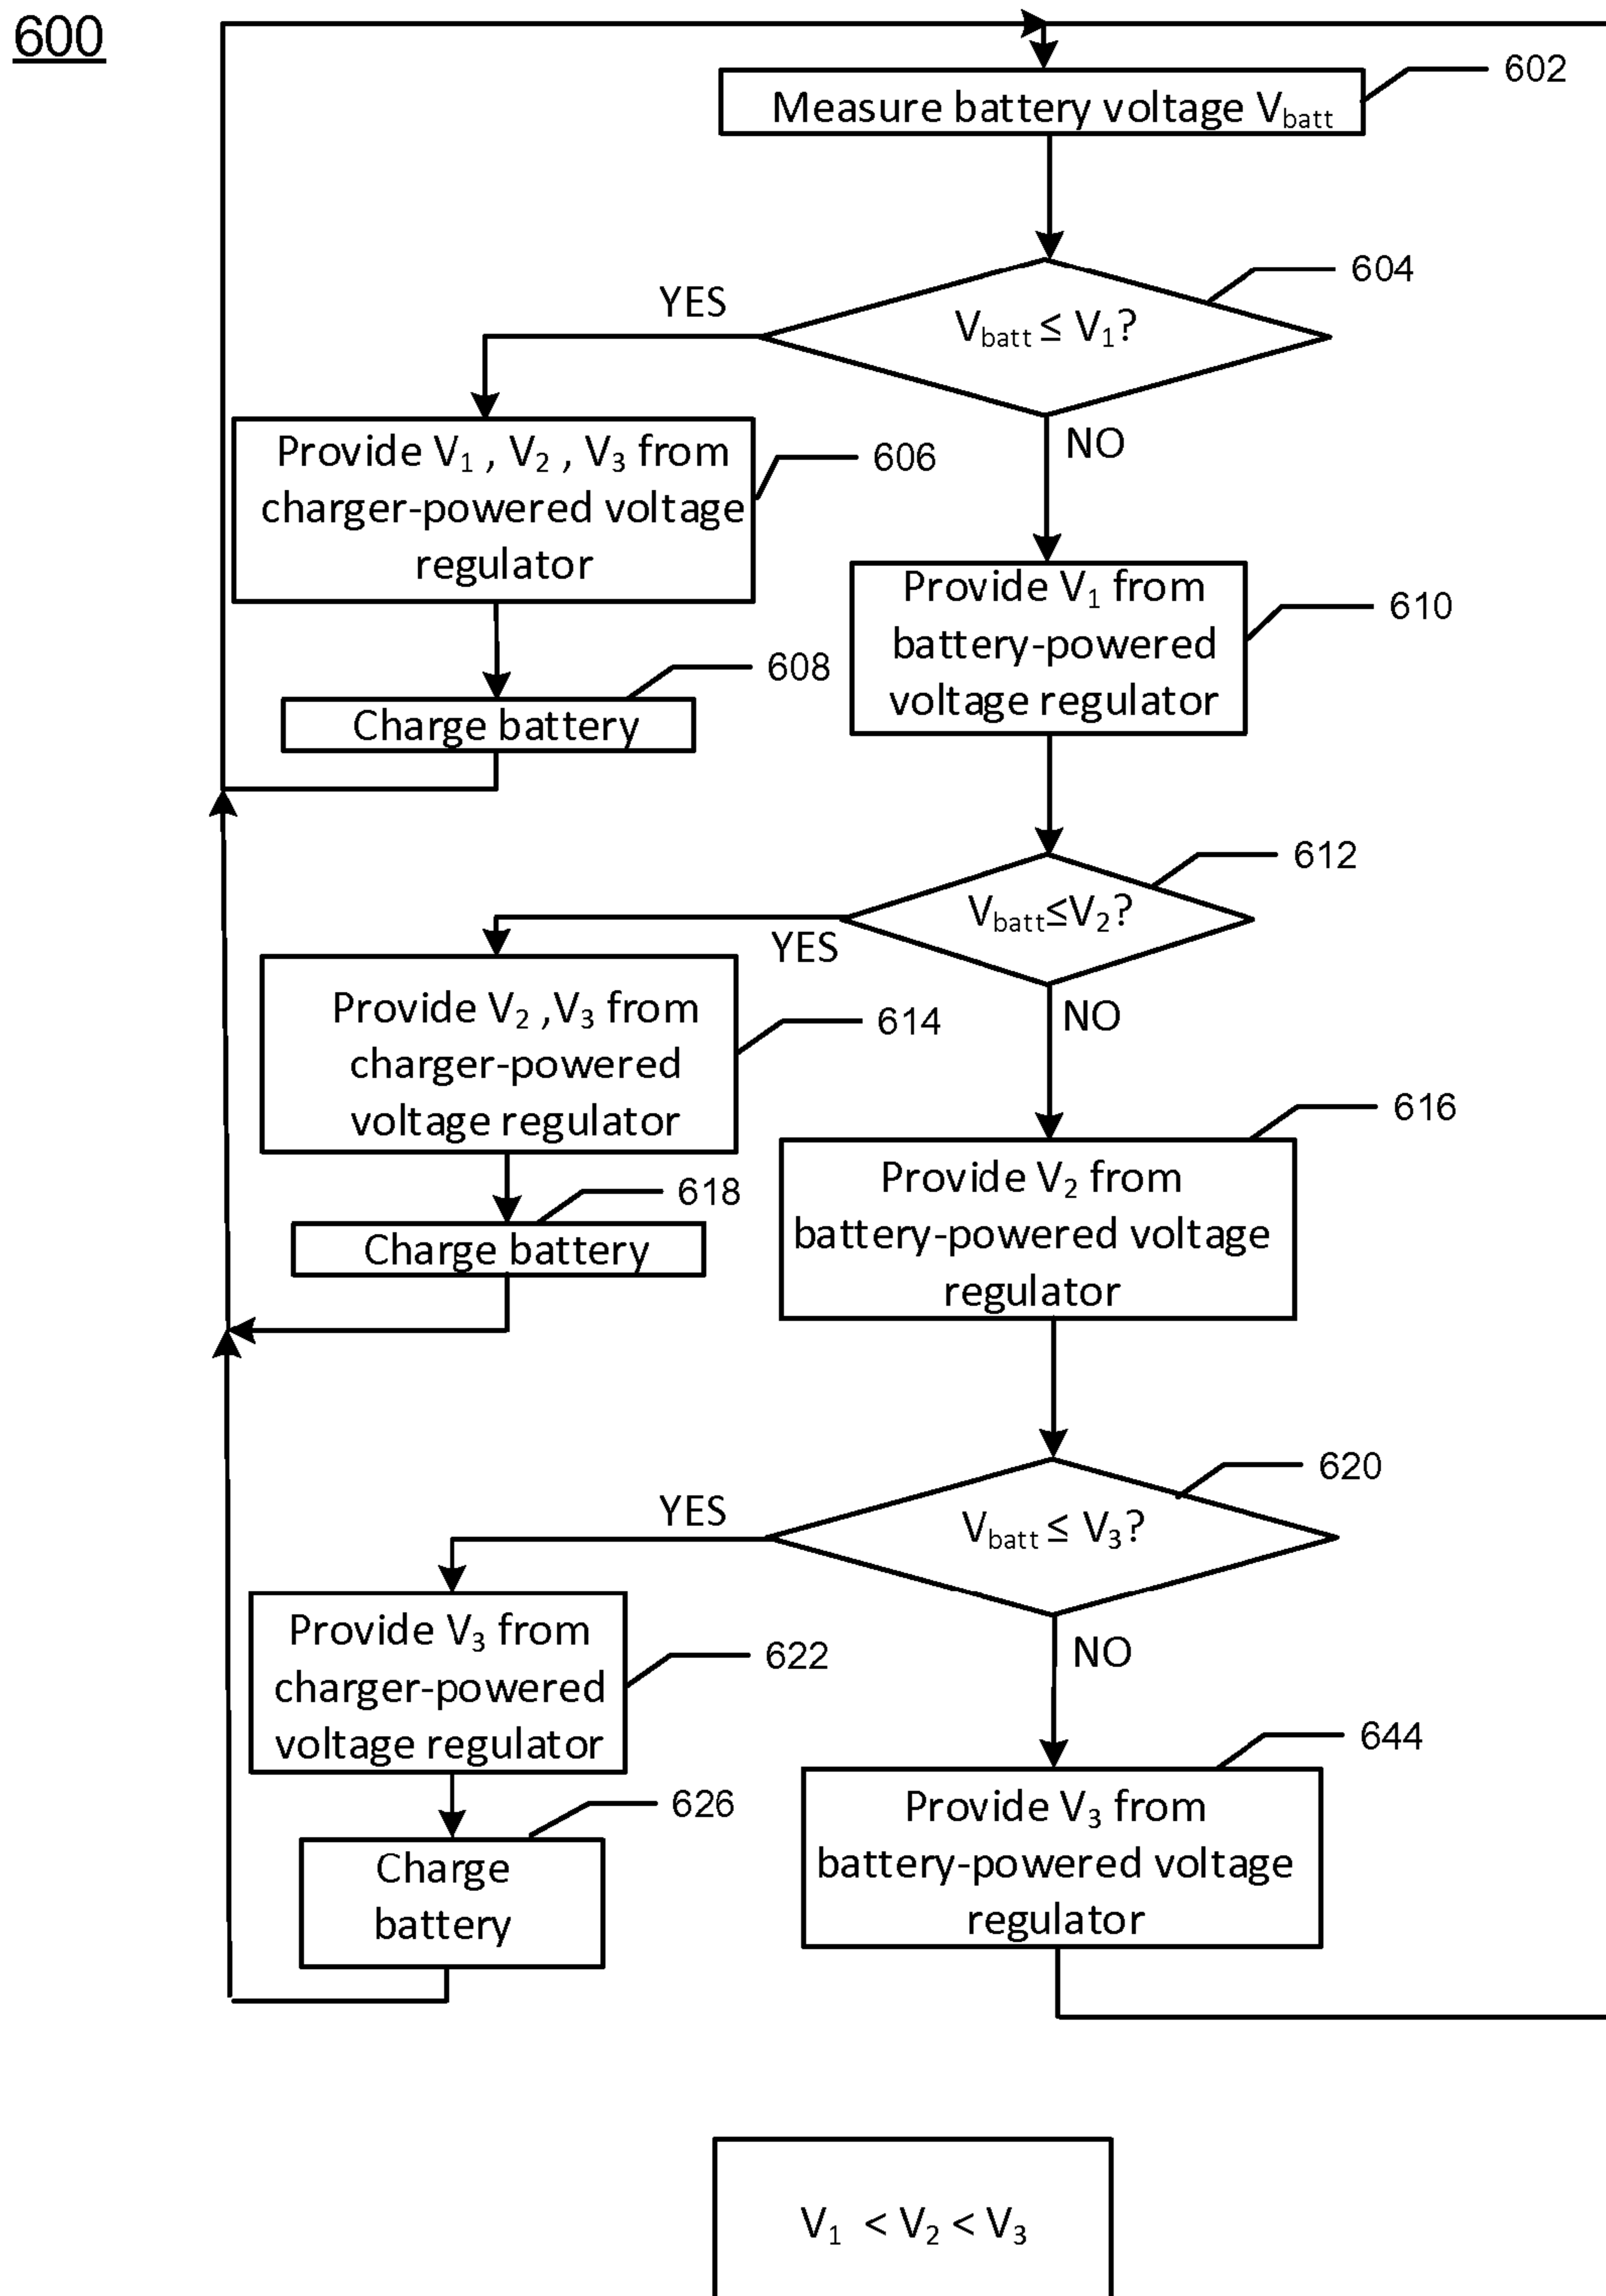 600
Measure battery voltage Vbatt
602
604
YES
Vbatt ≤ V1?
NO
Provide V1 , V2 , V3 from
charger-powered voltage
regulator
606
Provide V1 from
battery-powered
voltage regulator
610
608
Charge battery
612
Vbatt≤V2?
YES
NO
Provide V2 ,V3 from
charger-powered
voltage regulator
614
616
Provide V2 from
battery-powered voltage
regulator
618
Charge battery
620
YES
Vbatt ≤ V3?
NO
Provide V3 from
charger-powered
voltage regulator
622
644
Provide V3 from
battery-powered voltage
regulator
626
Charge
battery
V1 < V2 < V3